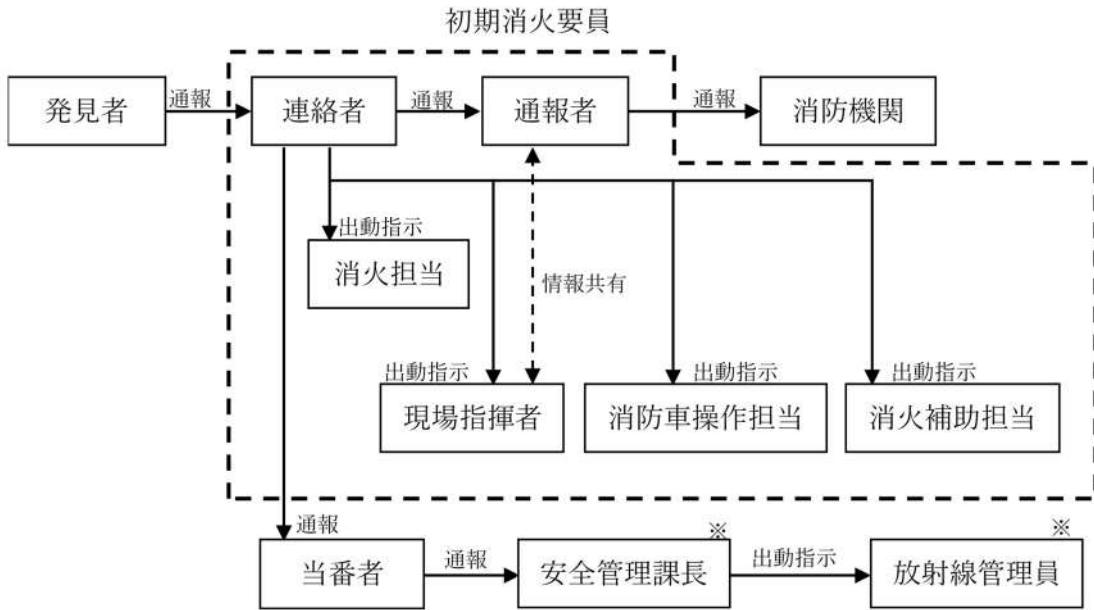 初期消火要員
発見者
通報
連絡者
通報
通報者
通報
消防機関
出動指示
消火担当
情報共有
出動指示
現場指揮者
出動指示
消防車操作担当
出動指示
消火補助担当
通報
当番者
通報
※
安全管理課長
出動指示
※
放射線管理員